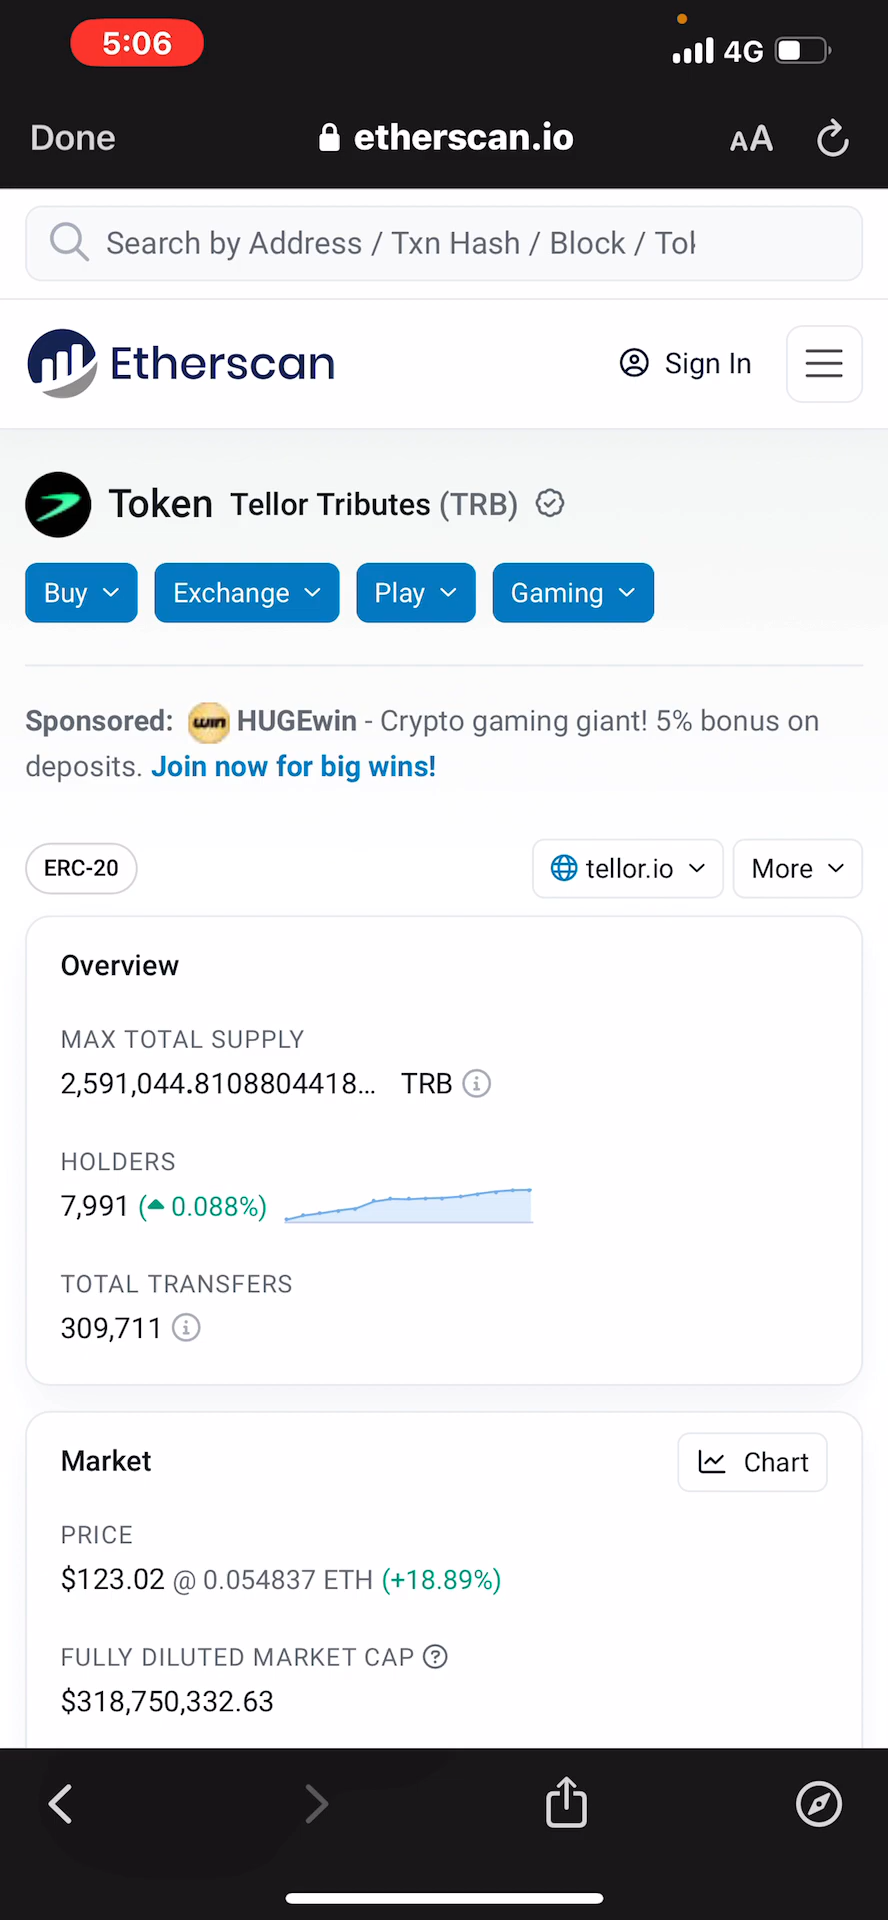 5:06
4G
Done
etherscan.io
AA
Search by Address / Txn Hash / Block / Tok
Etherscan
Sign In
Token Tellor Tributes (TRB)
Buy
Exchange
Play
Gaming
Sponsored: win HUGEwin - Crypto gaming giant! 5% bonus on
deposits. Join now for big wins!
ERC-20
tellor.io
More
Overview
MAX TOTAL SUPPLY
2,591,044.8108804418... TRB
HOLDERS
7,991 (0.088%)
TOTAL TRANSFERS
309,711
Market
Chart
PRICE
$123.02 @ 0.054837 ETH (+18.89%)
FULLY DILUTED MARKET CAP
$318,750,332.63